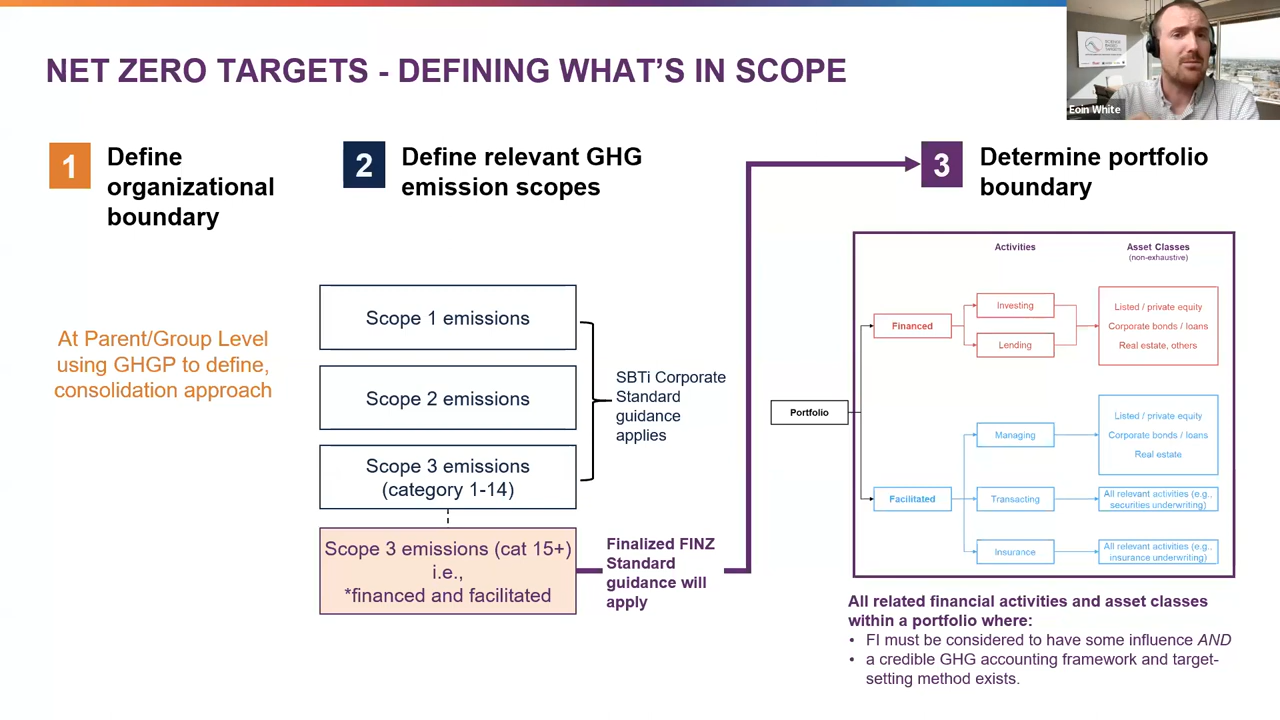 NET ZERO TARGETS - DEFINING WHAT'S IN SCOPE
Eoin White
1
Define
organizational
boundary
At Parent/Group Level
using GHGP to define,
consolidation approach
2
Define relevant GHG
emission scopes
Scope 1 emissions
Scope 2 emissions
Scope 3 emissions
(category 1-14)
SBTi Corporate
Standard
guidance
applies
Scope 3 emissions (cat 15+)
i.e.,
*financed and facilitated
Finalized FINZ
Standard
guidance will
apply
3
Determine portfolio
boundary
Activities
Asset Classes
(non-exhaustive)
Portfolio
Financed
Investing
Lending
Listed / private equity
Corporate bonds / loans
Real estate, others
Facilitated
Managing
Listed / private equity
Corporate bonds / loans
Real estate
Transacting
All relevant activities (e.g.,
securities underwriting)
Insurance
All relevant activities (e.g.,
insurance underwriting)
All related financial activities and asset classes
within a portfolio where:
• FI must be considered to have some influence AND
• a credible GHG accounting framework and target-
setting method exists.